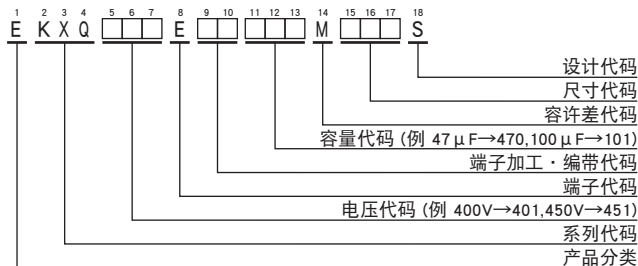 1 2 3 4 5 6 7 8 9 10 11 12 13 14 15 16 17 18
E K X Q □□□ E □□ □□□ M □□□ S
设计代码
尺寸代码
容许差代码
容量代码 (例 47μF→470,100μF→101)
端子加工・编带代码
端子代码
电压代码 (例 400V→401,450V→451)
系列代码
产品分类